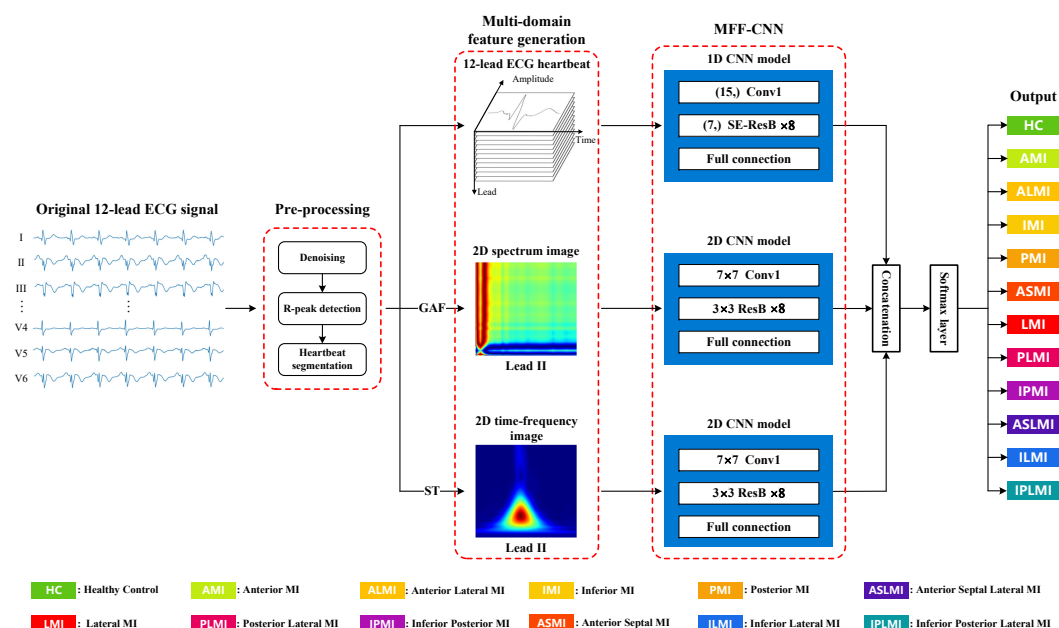 Multi-domain
feature generation
MFF-CNN
12-lead ECG heartbeat
Amplitude
Time
Lead
1D CNN model
(15,) Conv1
(7,) SE-ResB ×8
Full connection
Original 12-lead ECG signal
I
II
III
⋮ ⋮ ⋮
V4
V5
V6
Pre-processing
Denoising
R-peak detection
Heartbeat
segmentation
GAF
ST
2D spectrum image
Lead II
2D CNN model
7×7 Conv1
3×3 ResB ×8
Full connection
2D time-frequency
image
Lead II
2D CNN model
7×7 Conv1
3×3 ResB ×8
Full connection
Concatenation
Softmax layer
Output
HC
AMI
ALMI
IMI
PMI
ASMI
LMI
PLMI
IPMI
ASLMI
ILMI
IPLMI
HC : Healthy Control
AMI : Anterior MI
ALMI : Anterior Lateral MI
IMI : Inferior MI
PMI : Posterior MI
ASLMI : Anterior Septal Lateral MI
LMI : Lateral MI
PLMI : Posterior Lateral MI
IPMI : Inferior Posterior MI
ASMI : Anterior Septal MI
ILMI : Inferior Lateral MI
IPLMI : Inferior Posterior Lateral MI